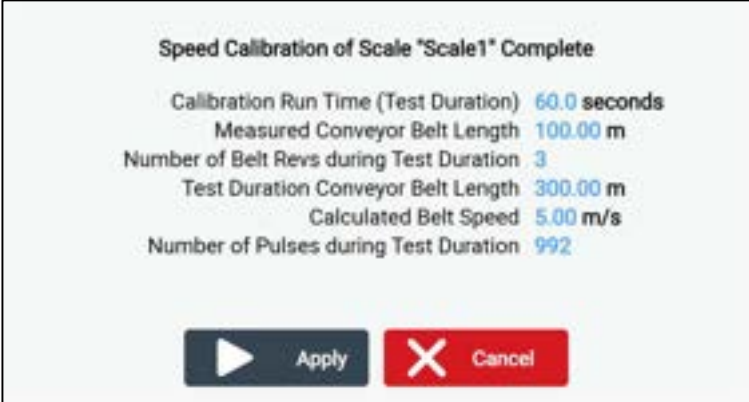 Speed Calibration of Scale "Scale1" Complete
Calibration Run Time (Test Duration) 60.0 seconds
Measured Conveyor Belt Length 100.00 m
Number of Belt Revs during Test Duration 3
Test Duration Conveyor Belt Length 300.00 m
Calculated Belt Speed 5.00 m/s
Number of Pulses during Test Duration 992
Apply Cancel